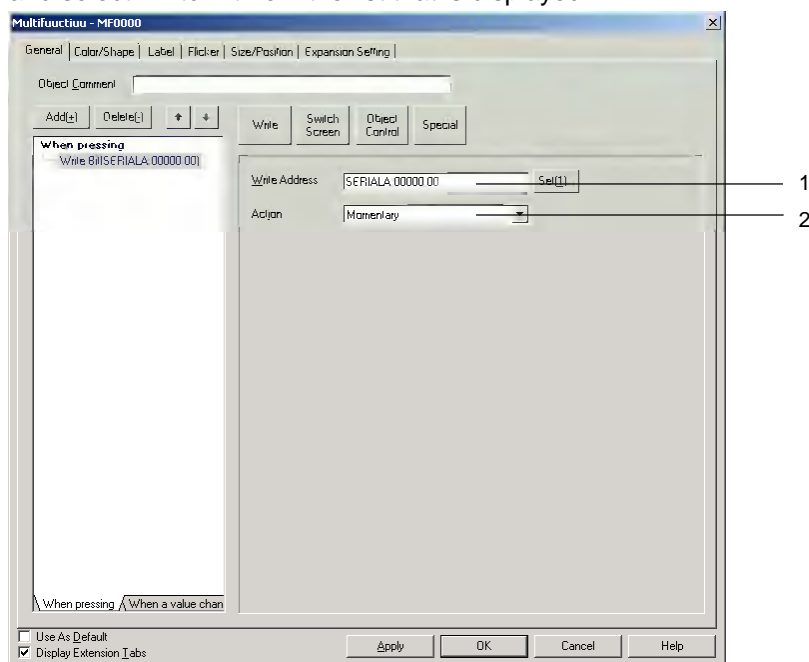 Multifuuctiuu - MF0000
General Color/Shape Label Flicker Size/Position Expansion Setting
Object Comment
Add(+) Delete(-)
Write Switch Screen Object Control Special
When pressing
Write Bit(SERIALA:00000.00)
Write Address SERIALA:00000.00 Set(1)... 1
Action Momentary 2
When pressing When a value chan
Use As Default
Display Extension Tabs
Apply OK Cancel Help